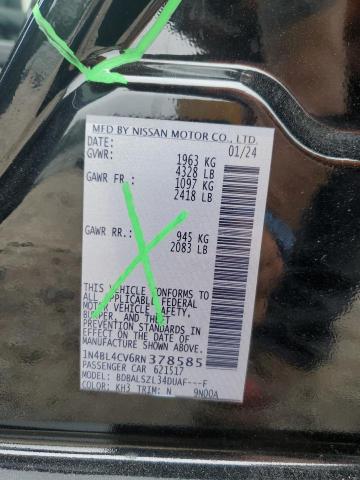 MFD BY NISSAN MOTOR CO., LTD.
DATE: 01/24
GVWR: 1963 KG
4328 LB
GAWR FR.: 1097 KG
2418 LB
GAWR RR.: 945 KG
2083 LB
THIS VEHICLE CONFORMS TO
ALL APPLICABLE FEDERAL
MOTOR VEHICLE SAFETY,
BUMPER, AND THEFT
PREVENTION STANDARDS IN
EFFECT ON THE DATE OF
MANUFACTURE SHOWN ABOVE.
1N4BL4CV6RN378585
PASSENGER CAR 621517
MODEL: BDBALSZL34DUAF---F
COLOR: KH3 TRIM: N 9N00A